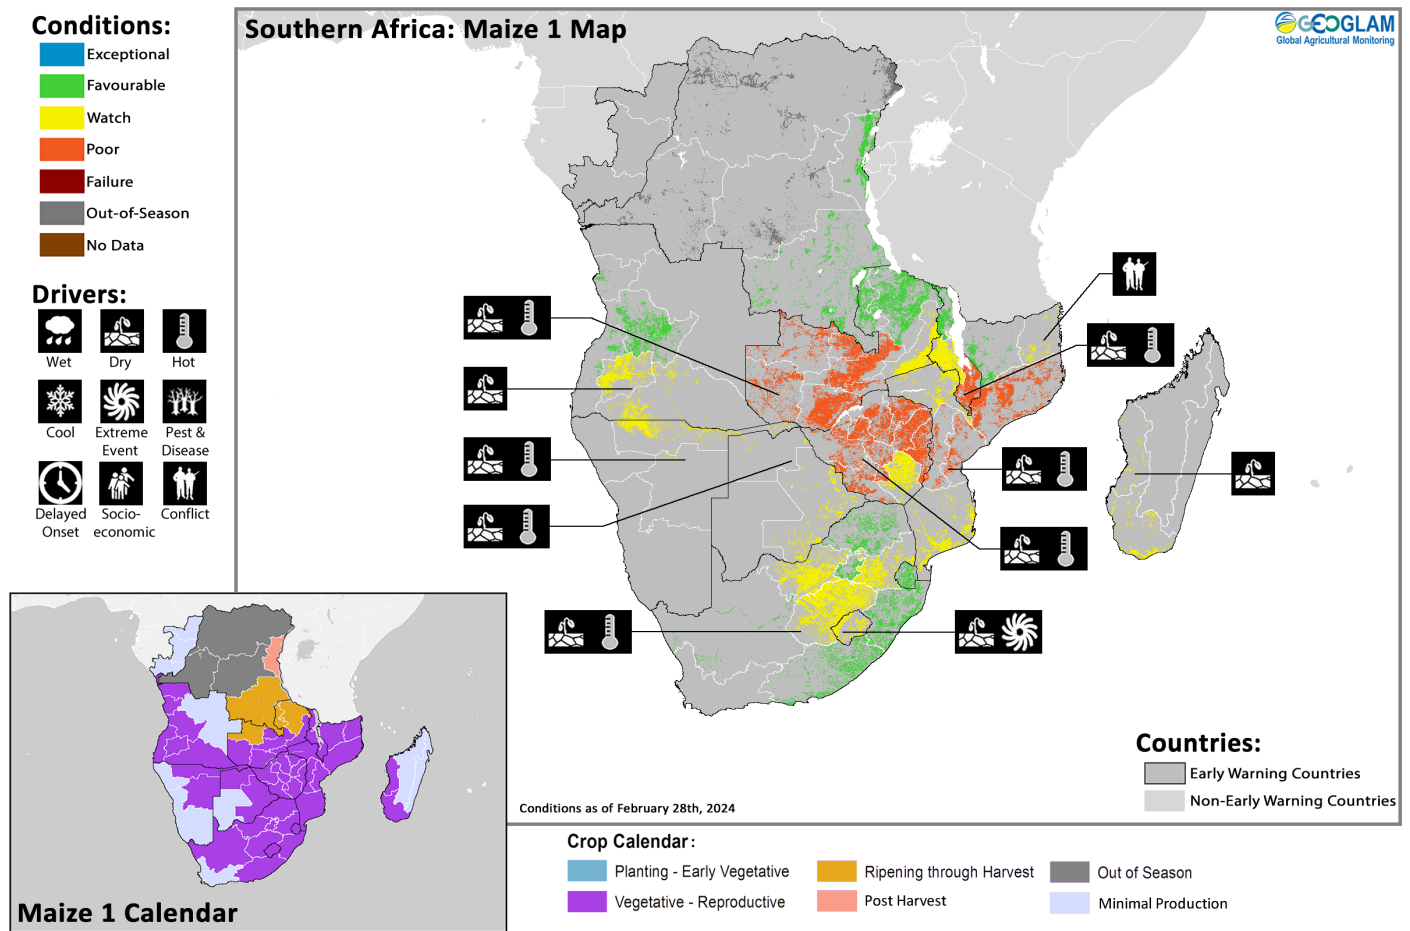 Conditions:
Exceptional
Favourable
Watch
Poor
Failure
Out-of-Season
No Data
Drivers:
Wet
Dry
Hot
Cool
Extreme
Event
Pest &
Disease
Delayed
Onset
Socio-
economic
Conflict
Southern Africa: Maize 1 Map
GEOGLAM
Global Agricultural Monitoring
Countries:
Early Warning Countries
Non-Early Warning Countries
Conditions as of February 28th, 2024
Maize 1 Calendar
Crop Calendar:
Planting - Early Vegetative
Ripening through Harvest
Out of Season
Vegetative - Reproductive
Post Harvest
Minimal Production